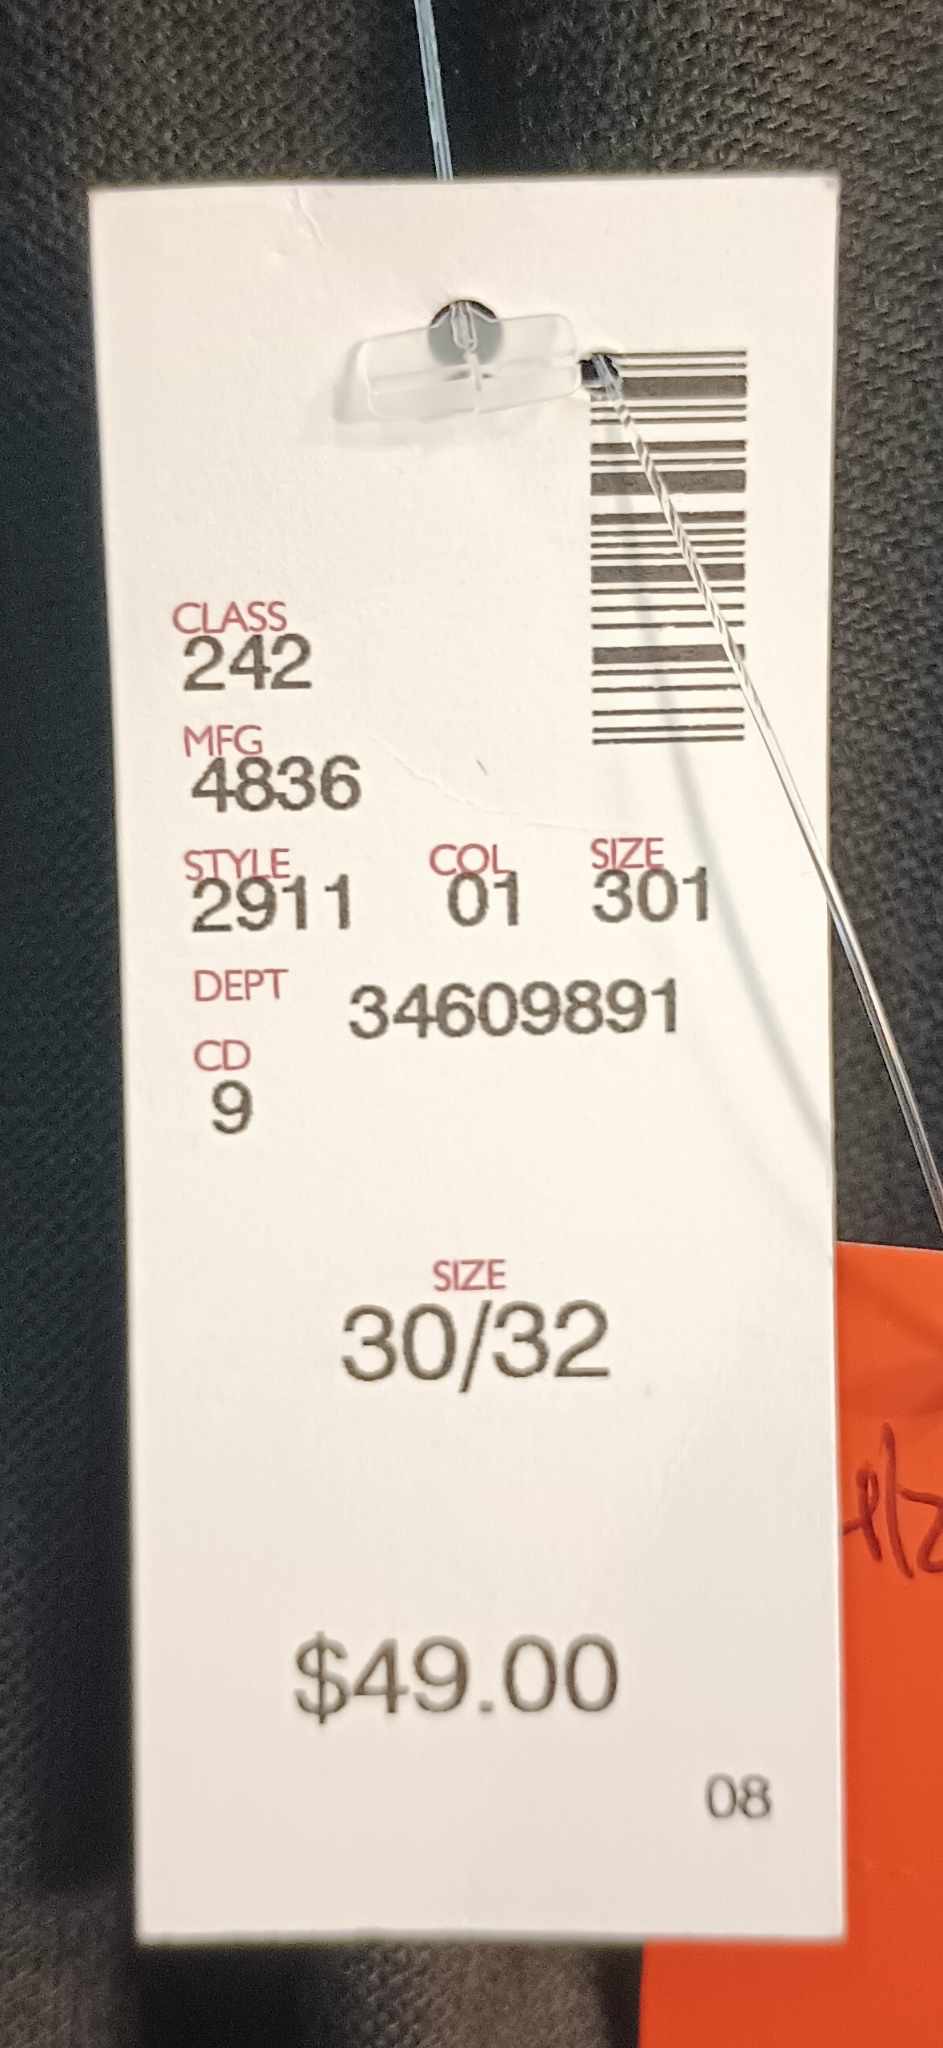 CLASS
242
MFG
4836
STYLE COL SIZE
2911 01 301
DEPT 34609891
CD
9
SIZE
30/32
$49.00
08